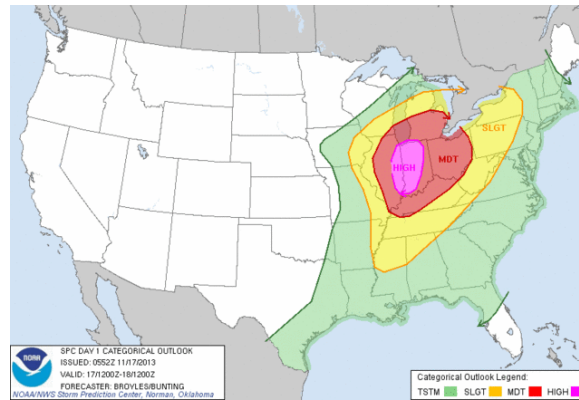 SLGT
MDT
HIGH
NOAA
SPC DAY 1 CATEGORICAL OUTLOOK
ISSUED: 0552Z 11/17/2013
VALID: 17/1200Z-18/1200Z
FORECASTER: BROYLES/BUNTING
NOAA/NWS Storm Prediction Center, Norman, Oklahoma
Categorical Outlook Legend:
TSTM SLGT MDT HIGH